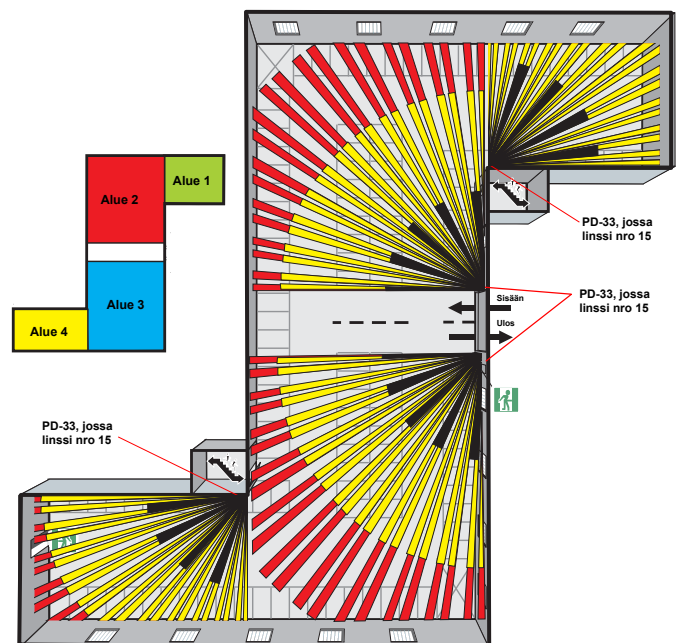 Alue 1
Alue 2
Alue 3
Alue 4
PD-33, jossa
linssi nro 15
Sisään
Ulos
PD-33, jossa
linssi nro 15
PD-33, jossa
linssi nro 15